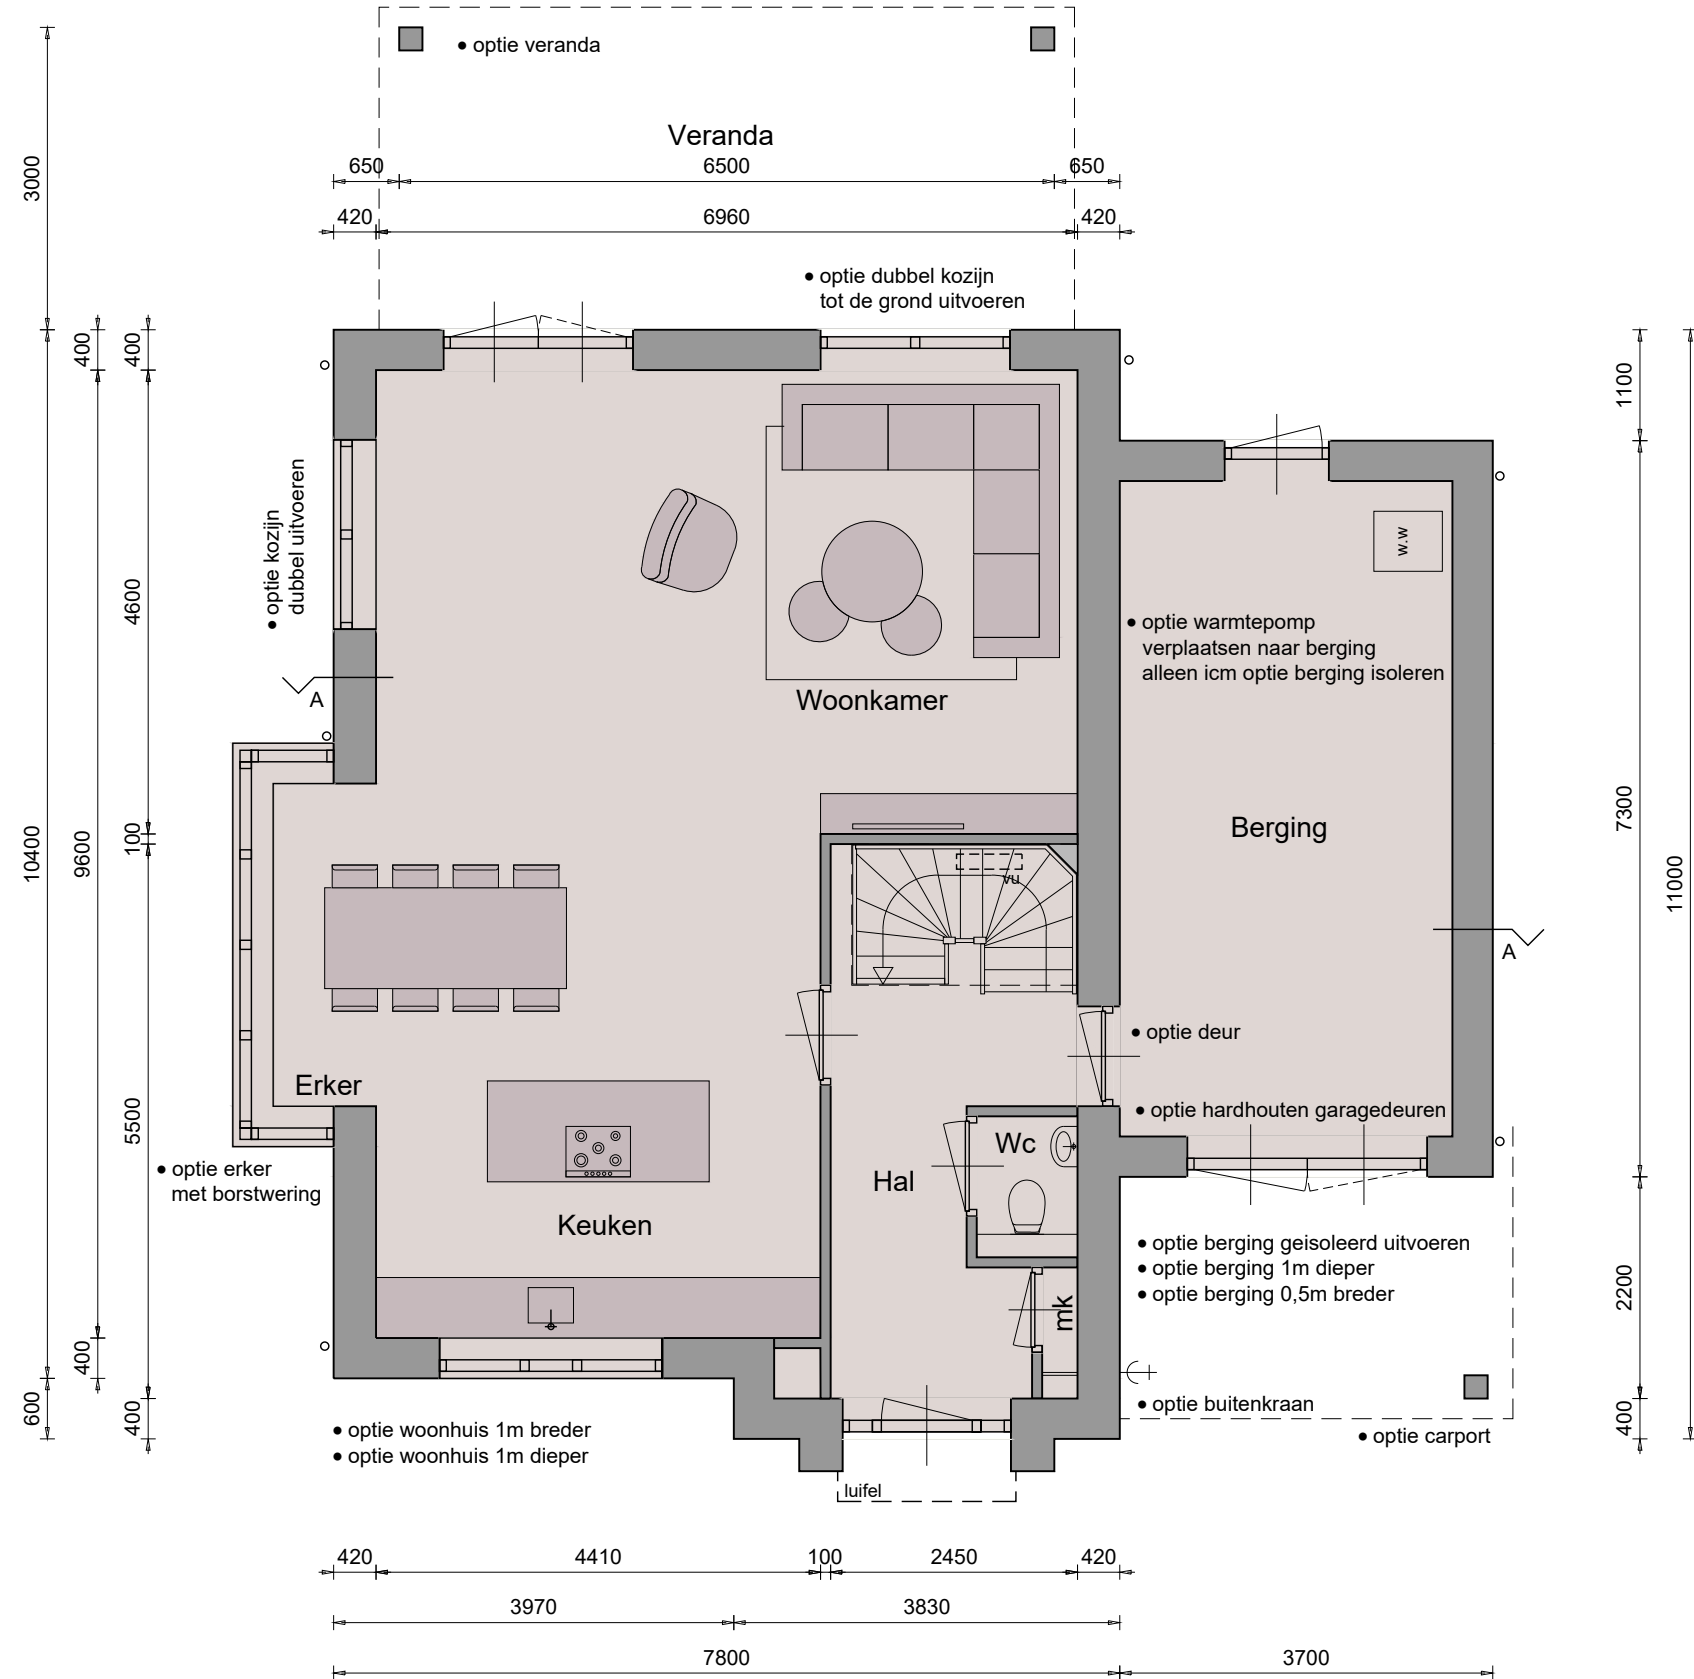 • optie veranda
Veranda
650
6500
650
420
6960
420
3000
• optie dubbel kozijn
tot de grond uitvoeren
400
400
1100
• optie kozijn
dubbel uitvoeren
w.w
4600
• optie warmtepomp
verplaatsen naar berging
alleen icm optie berging isoleren
A
Woonkamer
10400
9600
100
Berging
7300
11000
vu
A
• optie deur
Erker
5500
• optie hardhouten garagedeuren
Wc
• optie erker
met borstwering
Hal
Keuken
• optie berging geisoleerd uitvoeren
• optie berging 1m dieper
• optie berging 0,5m breder
2200
mk
400
600
400
• optie buitenkraan
400
• optie woonhuis 1m breder
• optie woonhuis 1m dieper
• optie carport
luifel
420
4410
100
2450
420
3970
3830
7800
3700